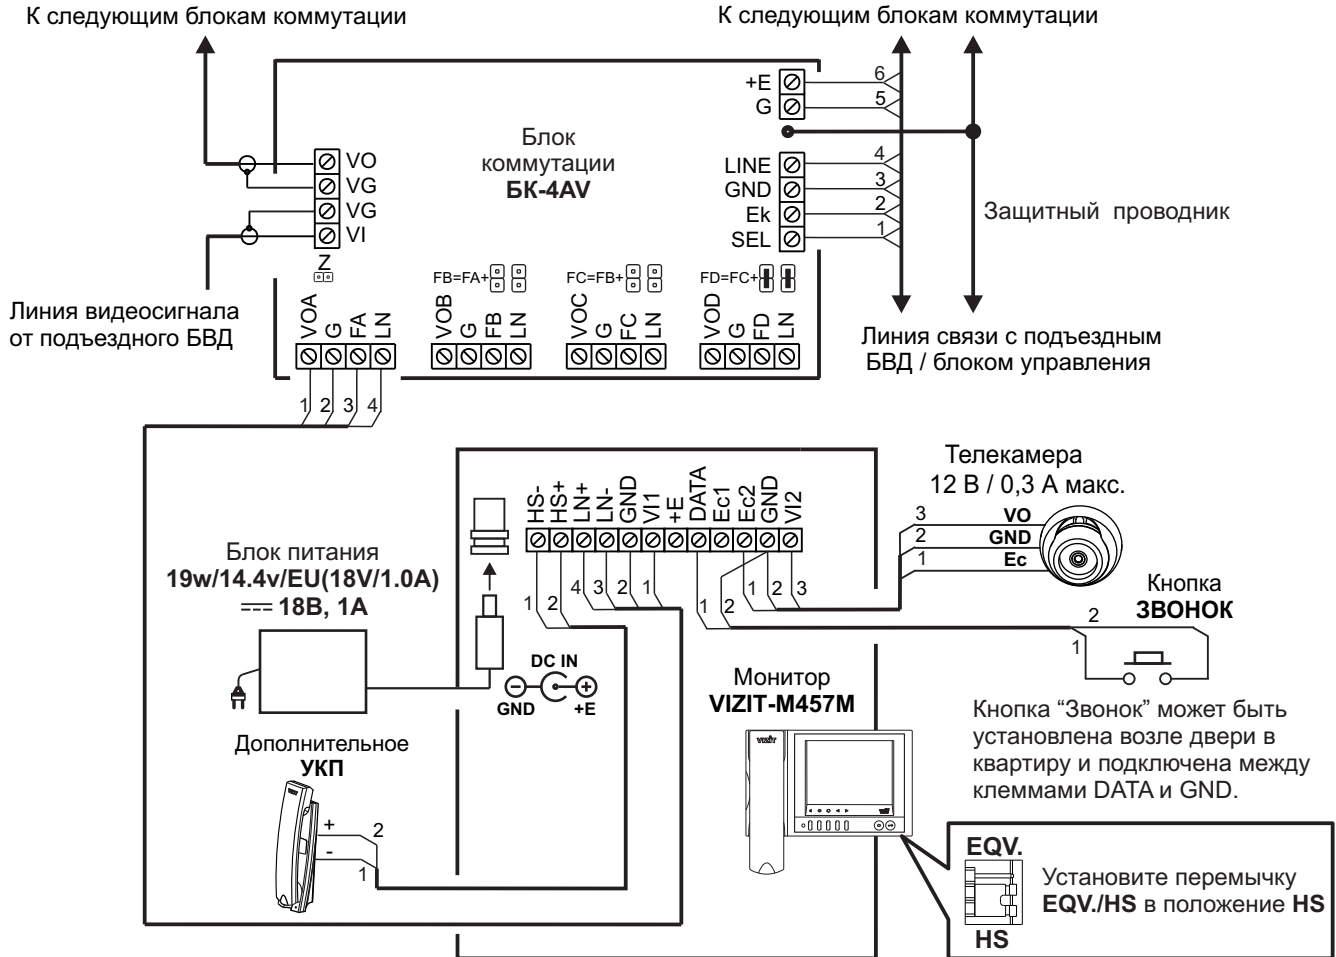 К следующим блокам коммутации
К следующим блокам коммутации
+E
G
6
5
Блок
коммутации
БК-4AV
VO
VG
VG
VI
LINE
GND
Ek
SEL
4
3
2
1
Защитный проводник
Z
FB=FA+
FC=FB+
FD=FC+
VOA
G
FA
LN
VOB
G
FB
LN
VOC
G
FC
LN
VOD
G
FD
LN
Линия видеосигнала
от подъездного БВД
Линия связи с подъездным
БВД / блоком управления
1
2
3
4
HS-
HS+
LN+
LN-
GND
VI1
+E
DATA
Ec1
Ec2
GND
VI2
1
2
4
3
2
1
1
2
1
2
3
Телекамера
12 В / 0,3 А макс.
3
VO
2
GND
1
Ec
Блок питания
19w/14.4v/EU(18V/1.0A)
18В, 1А
Кнопка
ЗВОНОК
2
1
DC IN
GND
+E
Монитор
VIZIT-M457M
Кнопка “Звонок” может быть
установлена возле двери в
квартиру и подключена между
клеммами DATA и GND.
Дополнительное
УКП
+
-
2
1
VIZIT
EQV.
HS
Установите перемычку
EQV./HS в положение HS